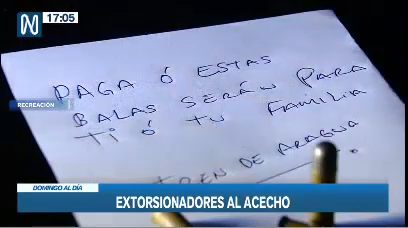 N
17:05
PAGA Ó ESTAS
BALAS SERÁN PARA
TI Ó TU FAMILIA
RECREACIÓN
TREN DE ARAGUA
DOMINGO AL DÍA
EXTORSIONADORES AL ACECHO